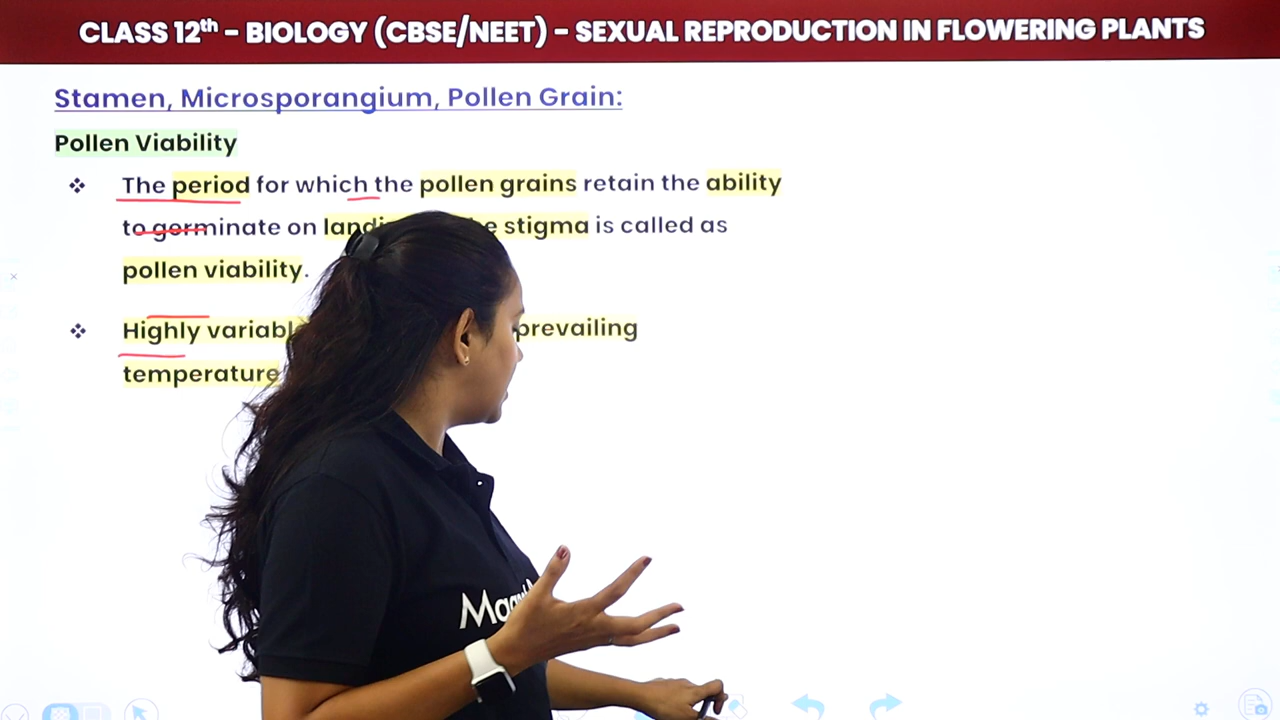 CLASS 12th – BIOLOGY (CBSE/NEET) – SEXUAL REPRODUCTION IN FLOWERING PLANTS
Stamen, Microsporangium, Pollen Grain:
Pollen Viability
❖ The period for which the pollen grains retain the ability
to germinate on stigma is called as
pollen viability.
❖ Highly prevailing
temperature